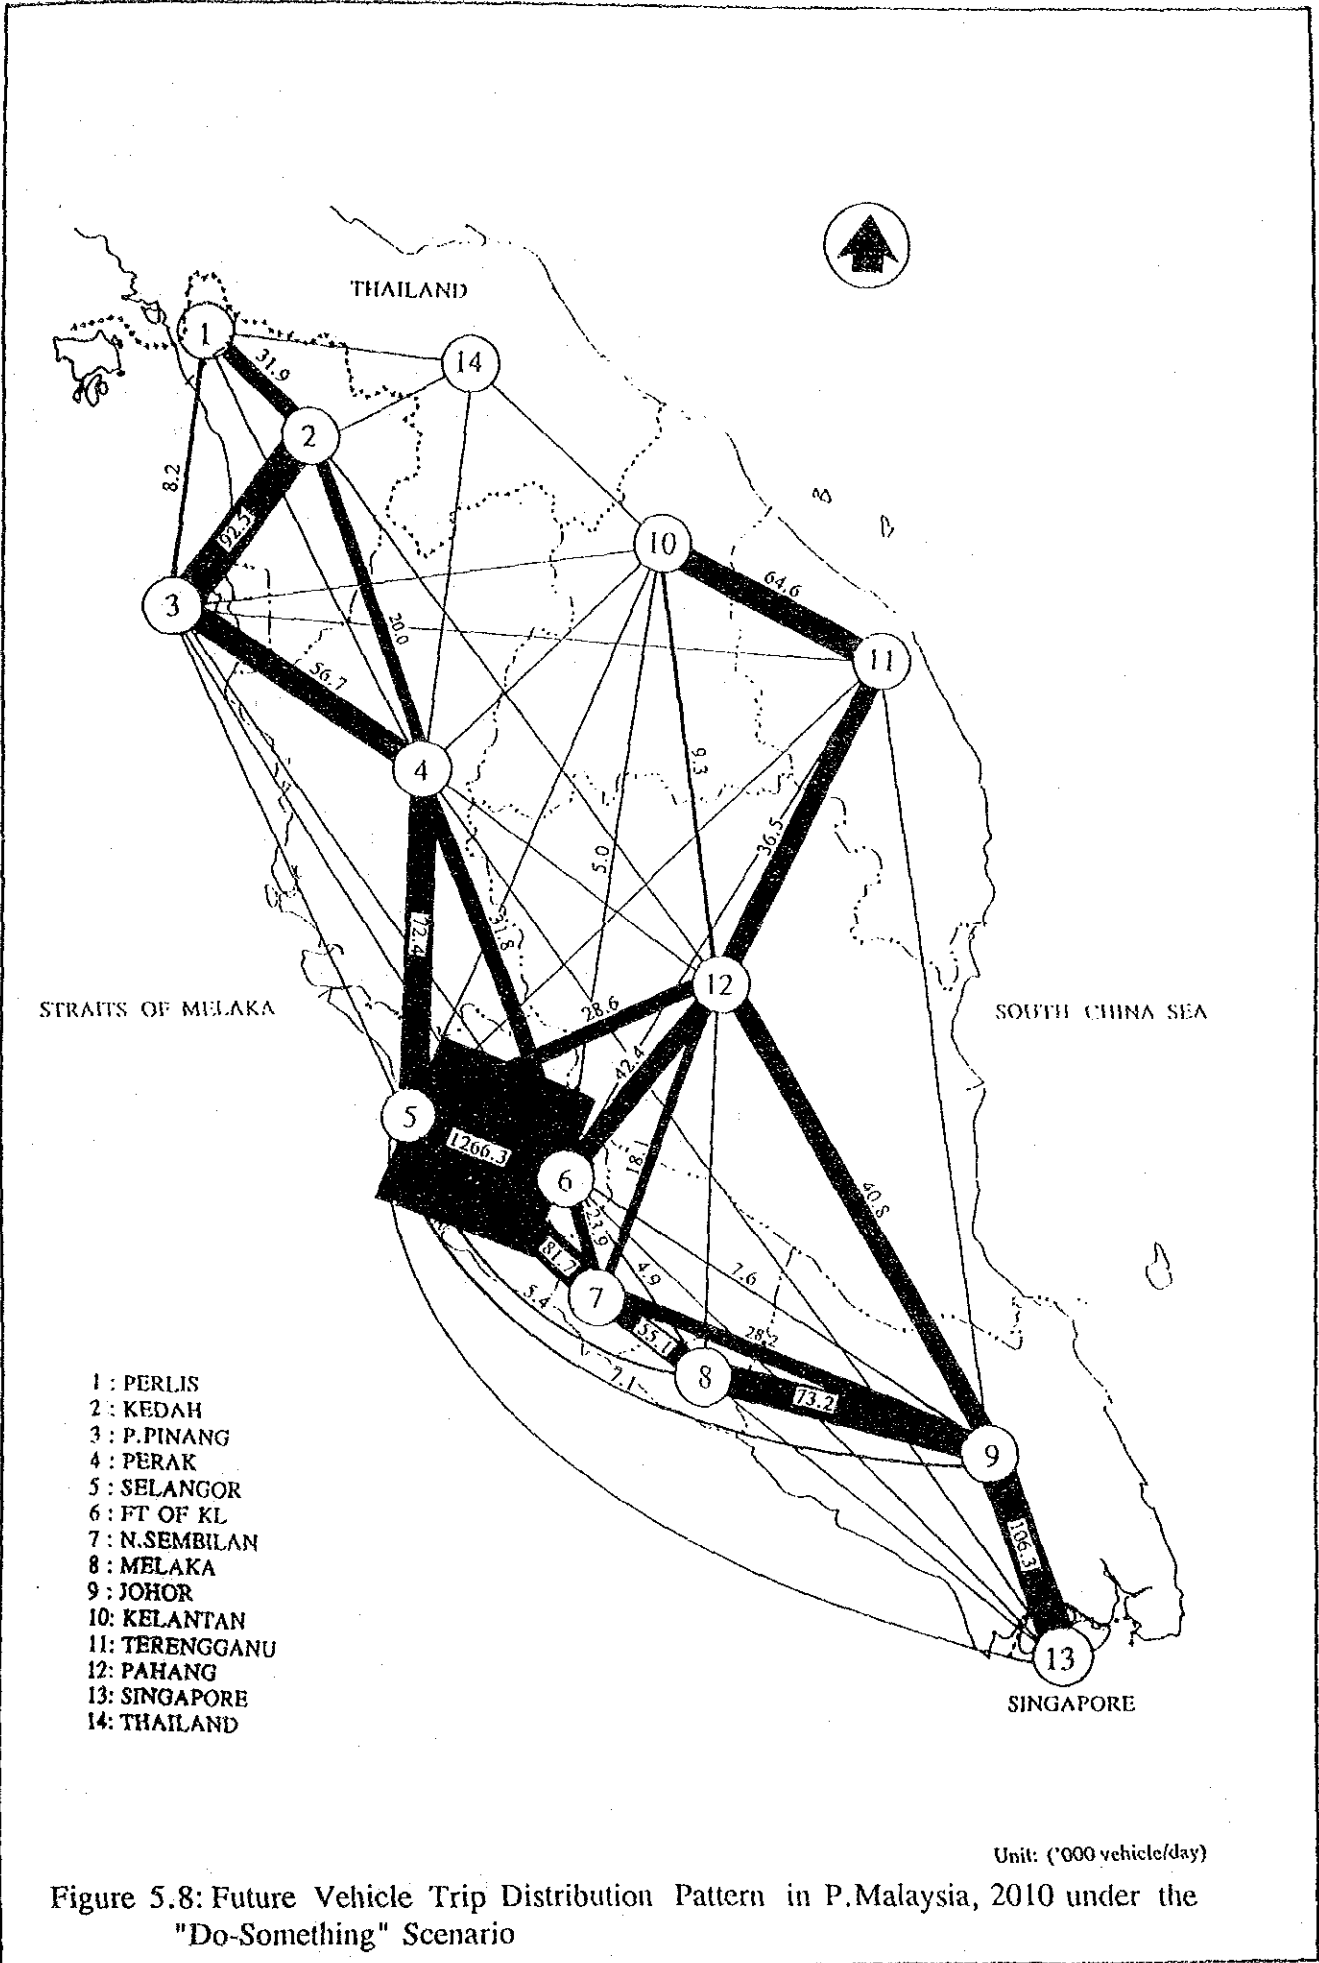 THAILAND
1
14
31.9
2
8.2
92.5
10
64.6
3
20.0
11
56.7
4
9.3
36.5
5.0
72.4
31.8
12
28.6
STRAITS OF MELAKA
SOUTH CHINA SEA
42.4
5
1266.3
6
18.1
40.8
23.9
81.7
4.9
7.6
5.4
7
55.1
28.2
7.1
8
73.2
9
106.3
13
SINGAPORE
1 : PERLIS
2 : KEDAH
3 : P.PINANG
4 : PERAK
5 : SELANGOR
6 : FT OF KL
7 : N.SEMBILAN
8 : MELAKA
9 : JOHOR
10: KELANTAN
11: TERENGGANU
12: PAHANG
13: SINGAPORE
14: THAILAND
Unit: ('000 vehicle/day)
Figure 5.8: Future Vehicle Trip Distribution Pattern in P.Malaysia, 2010 under the
"Do-Something" Scenario